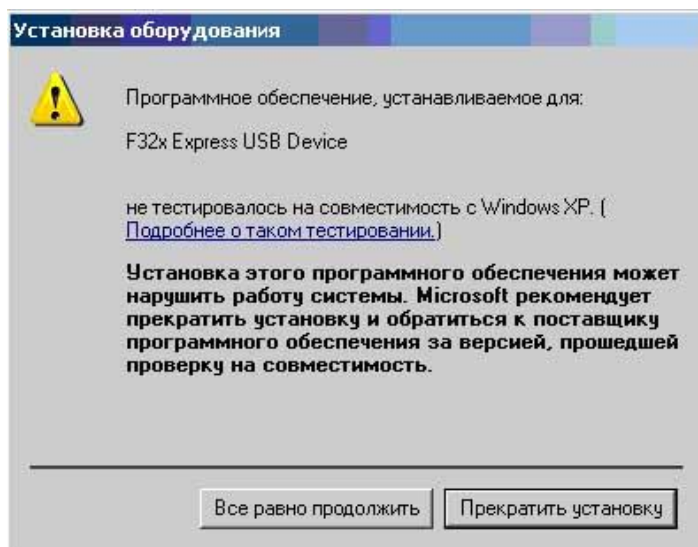 Установка оборудования
Программное обеспечение, устанавливаемое для:
F32x Express USB Device
не тестировалось на совместимость с Windows XP. (
Подробнее о таком тестировании.)
Установка этого программного обеспечения может
нарушить работу системы. Microsoft рекомендует
прекратить установку и обратиться к поставщику
программного обеспечения за версией, прошедшей
проверку на совместимость.
Все равно продолжить
Прекратить установку